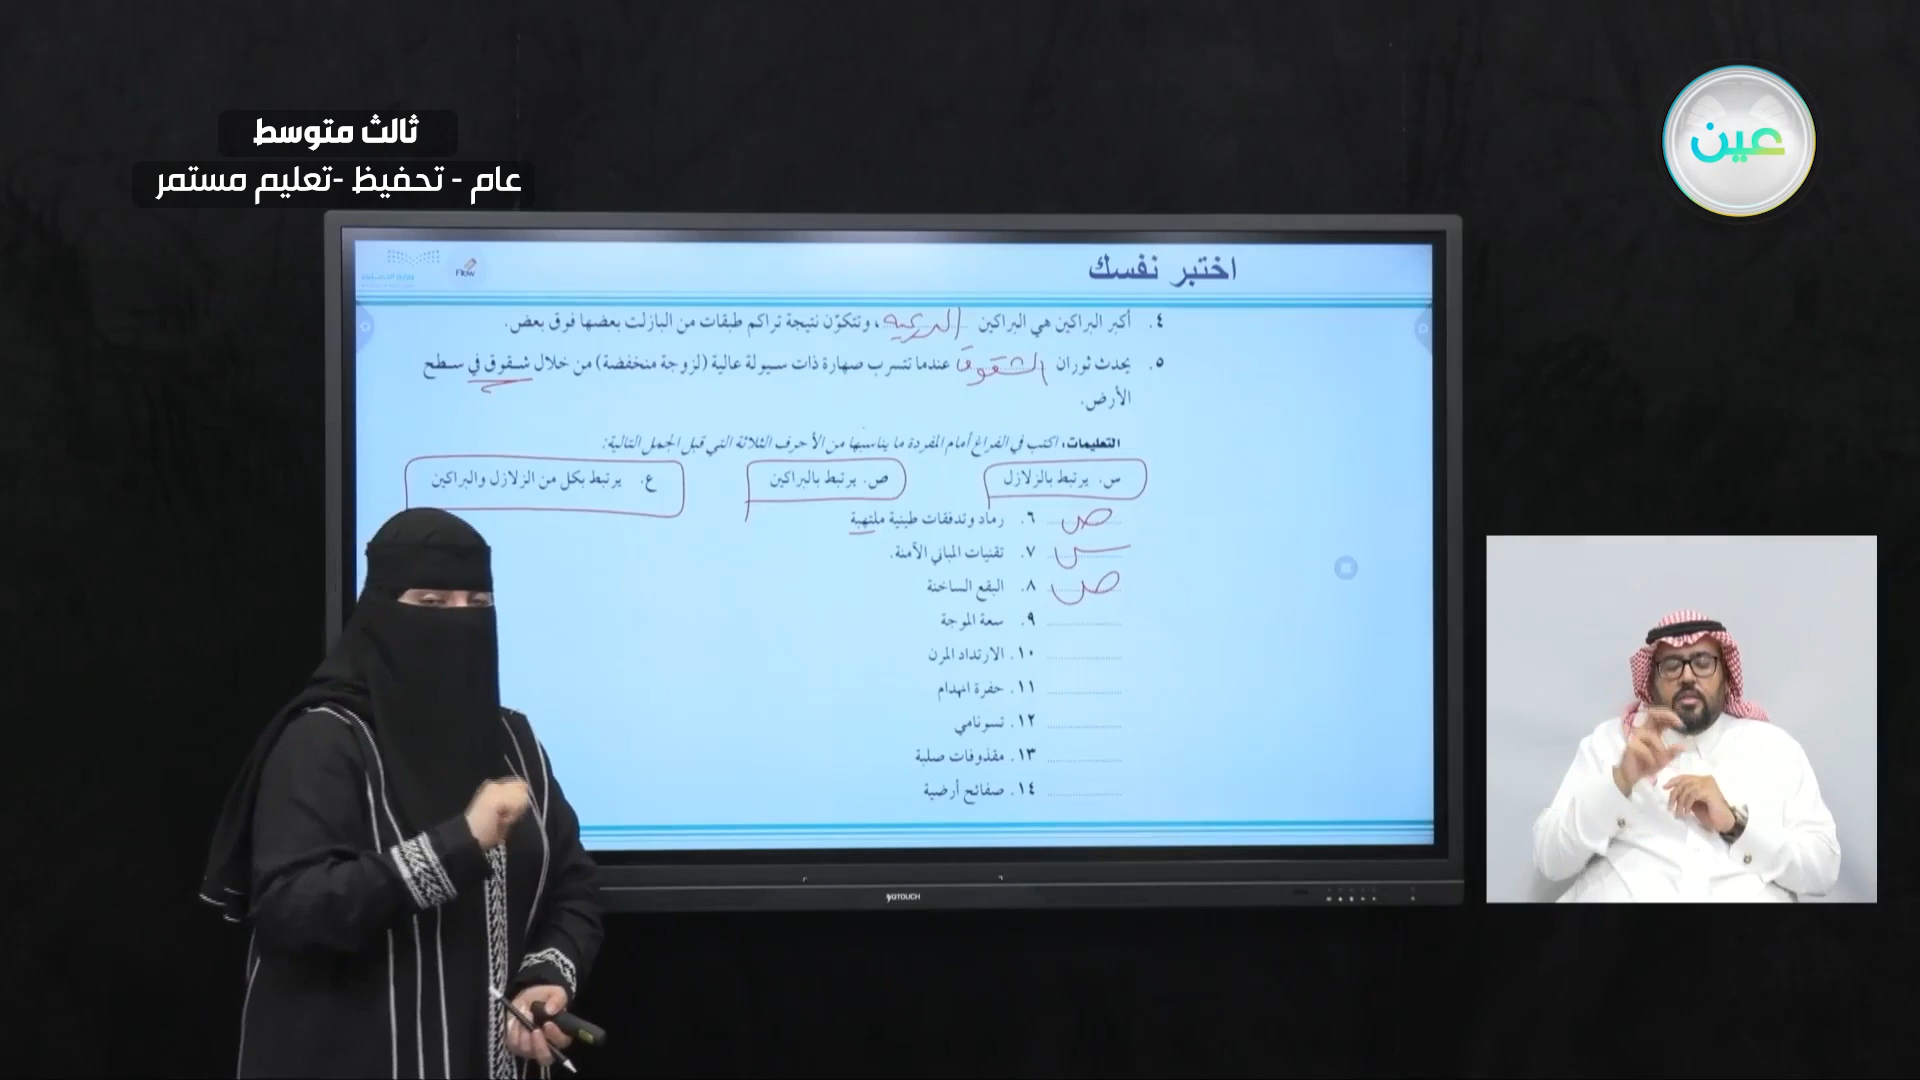 ثالث متوسط
عام - تحفيظ -تعليم مستمر
عين
وزارة التعليم
Flow
اختبر نفسك
٤. أكبر البراكين هي البراكين الدرعية، وتتكوّن نتيجة تراكم طبقات من البازلت بعضها فوق بعض.
٥. يحدث ثوران الشقوق عندما تتسرب صهارة ذات سيولة عالية (لزوجة منخفضة) من خلال شقوق في سطح
الأرض.
التعليمات: اكتب في الفراغ أمام المفردة ما يناسبها من الأحرف الثلاثة التي قبل الجمل التالية:
س. يرتبط بالزلازل ص. يرتبط بالبراكين ع. يرتبط بكل من الزلازل والبراكين
ص ٦. رماد وتدفقات طينية ملتهبة
س ٧. تقنيات المباني الآمنة.
ص ٨. البقع الساخنة
٩. سعة الموجة
١٠. الارتداد المرن
١١. حفرة انهدام
١٢. تسونامي
١٣. مقذوفات صلبة
١٤. صفائح أرضية
YQTOUCH